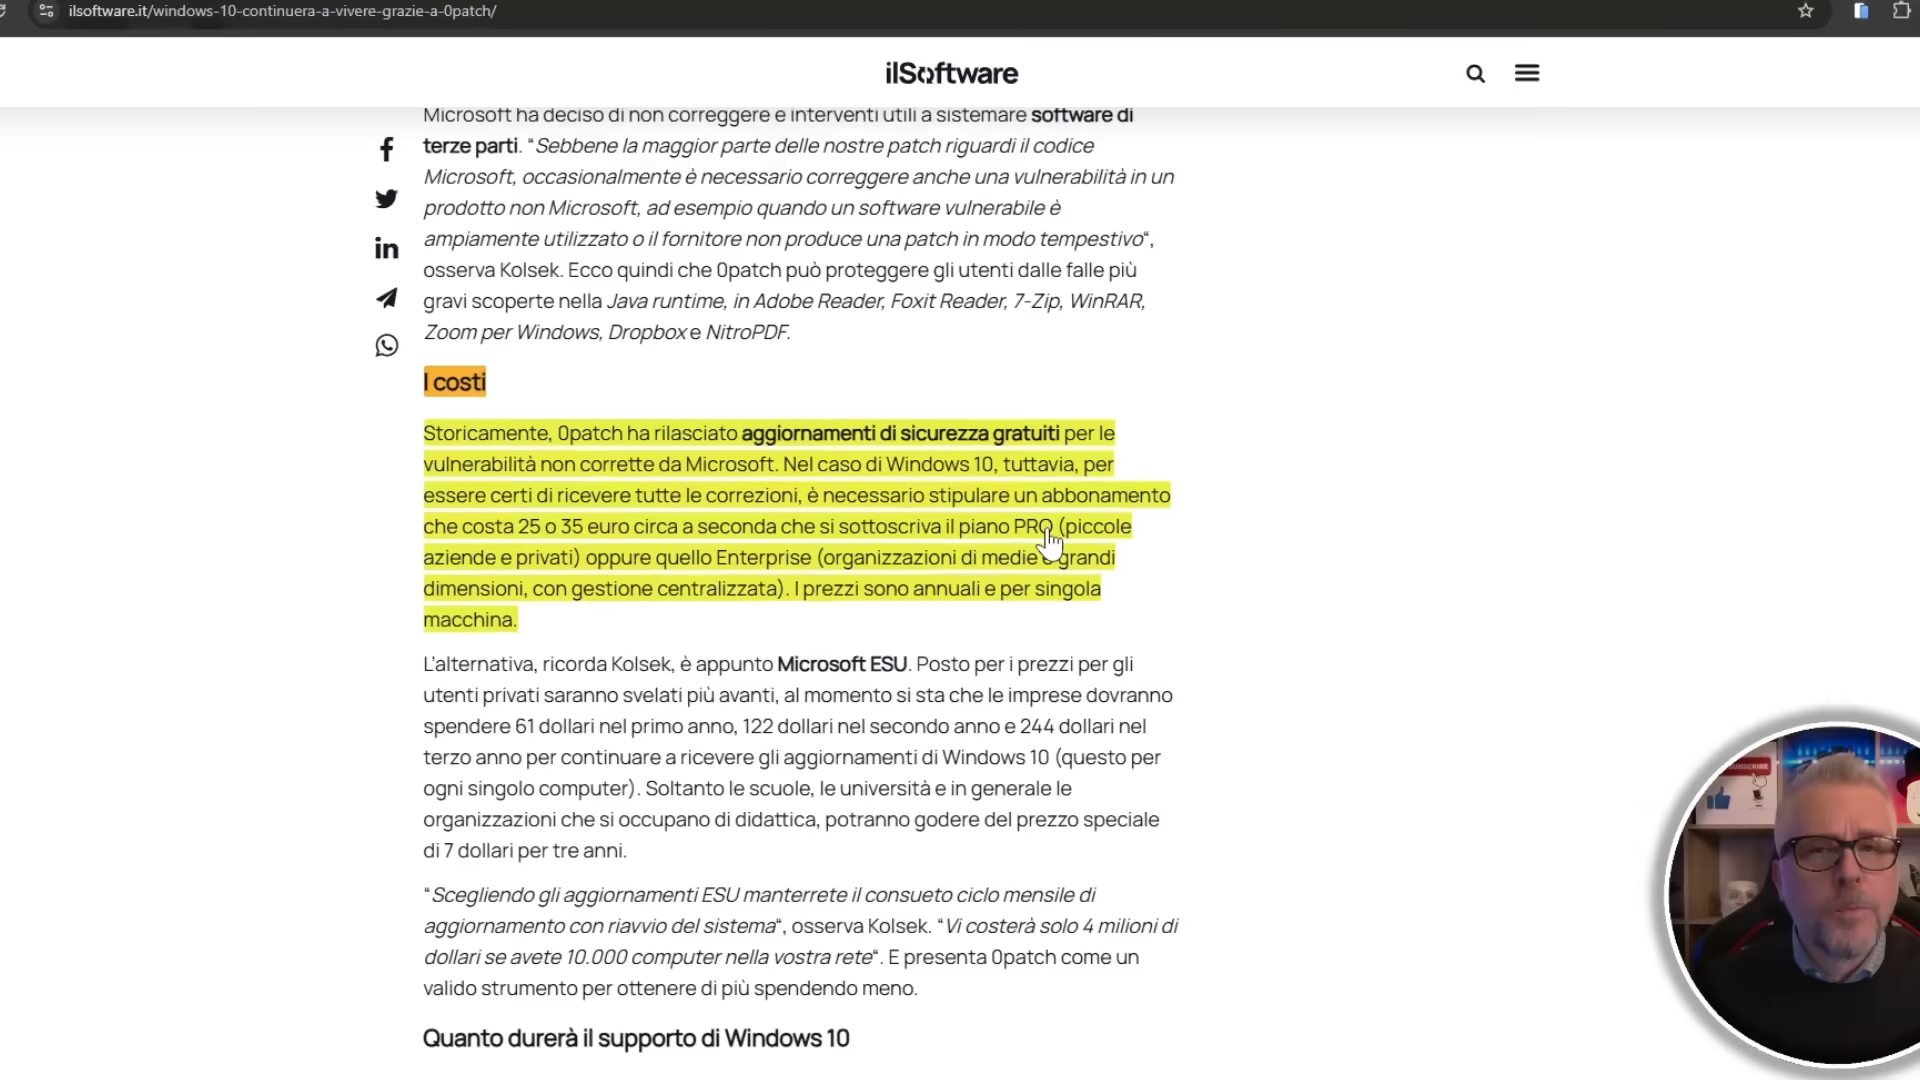 ilsoftware.it/windows-10-continuera-a-vivere-grazie-a-0patch/
ilSoftware
Microsoft ha deciso di non correggere e interventi utili a sistemare software di
terze parti. “Sebbene la maggior parte delle nostre patch riguardi il codice
Microsoft, occasionalmente è necessario correggere anche una vulnerabilità in un
prodotto non Microsoft, ad esempio quando un software vulnerabile è
ampiamente utilizzato o il fornitore non produce una patch in modo tempestivo“,
osserva Kolsek. Ecco quindi che 0patch può proteggere gli utenti dalle falle più
gravi scoperte nella Java runtime, in Adobe Reader, Foxit Reader, 7-Zip, WinRAR,
Zoom per Windows, Dropbox e NitroPDF.
I costi
Storicamente, 0patch ha rilasciato aggiornamenti di sicurezza gratuiti per le
vulnerabilità non corrette da Microsoft. Nel caso di Windows 10, tuttavia, per
essere certi di ricevere tutte le correzioni, è necessario stipulare un abbonamento
che costa 25 o 35 euro circa a seconda che si sottoscriva il piano PRO (piccole
aziende e privati) oppure quello Enterprise (organizzazioni di medie e grandi
dimensioni, con gestione centralizzata). I prezzi sono annuali e per singola
macchina.
L’alternativa, ricorda Kolsek, è appunto Microsoft ESU. Posto per i prezzi per gli
utenti privati saranno svelati più avanti, al momento si sta che le imprese dovranno
spendere 61 dollari nel primo anno, 122 dollari nel secondo anno e 244 dollari nel
terzo anno per continuare a ricevere gli aggiornamenti di Windows 10 (questo per
ogni singolo computer). Soltanto le scuole, le università e in generale le
organizzazioni che si occupano di didattica, potranno godere del prezzo speciale
di 7 dollari per tre anni.
“Scegliendo gli aggiornamenti ESU manterrete il consueto ciclo mensile di
aggiornamento con riavvio del sistema“, osserva Kolsek. “Vi costerà solo 4 milioni di
dollari se avete 10.000 computer nella vostra rete“. E presenta 0patch come un
valido strumento per ottenere di più spendendo meno.
Quanto durerà il supporto di Windows 10
SUBSCRIBE